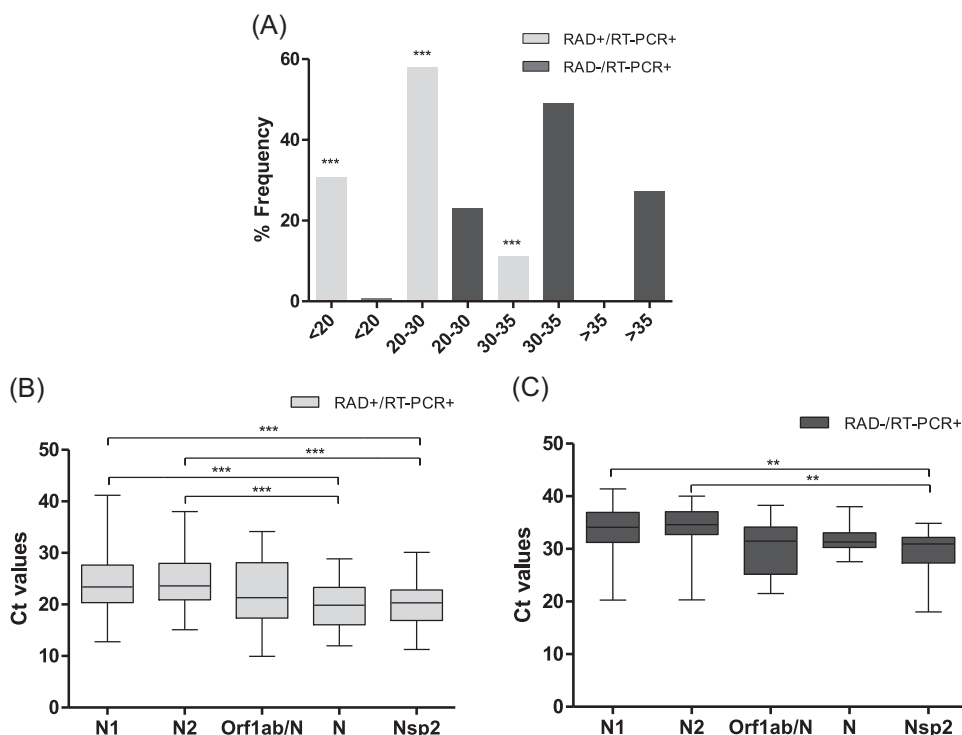 (A)
RAD+/RT-PCR+
RAD-/RT-PCR+
% Frequency
60
40
20
0
***
***
***
<20
<20
20-30
20-30
30-35
30-35
>35
>35
(B)
RAD+/RT-PCR+
Ct values
50
40
30
20
10
0
***
***
***
***
N1 N2 Orf1ab/N N Nsp2
(C)
RAD-/RT-PCR+
Ct values
50
40
30
20
10
0
**
**
N1 N2 Orf1ab/N N Nsp2